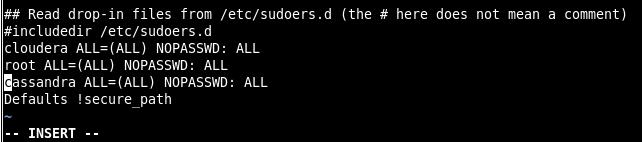 ## Read drop-in files from /etc/sudoers.d (the # here does not mean a comment)
#includedir /etc/sudoers.d
cloudera ALL=(ALL) NOPASSWD: ALL
root ALL=(ALL) NOPASSWD: ALL
cassandra ALL=(ALL) NOPASSWD: ALL
Defaults !secure_path
~
-- INSERT --